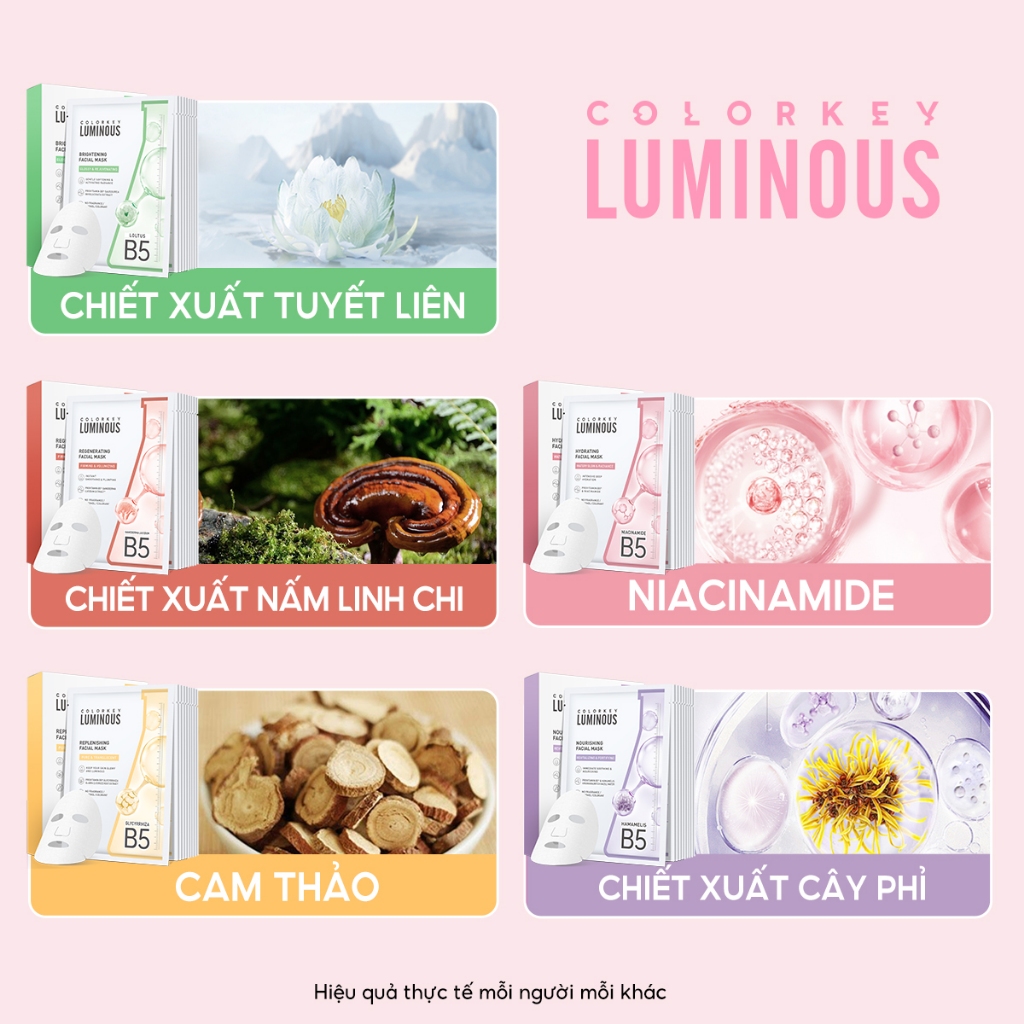 COLORKEY
LUMINOUS
COLORKEY
LUMINOUS
BRIGHTENING
FACIAL MASK
B5
CHIẾT XUẤT TUYẾT LIÊN
COLORKEY
LUMINOUS
REGENERATING
FACIAL MASK
B5
CHIẾT XUẤT NẤM LINH CHI
COLORKEY
LUMINOUS
HYDRATING
FACIAL MASK
NIACINAMIDE
B5
NIACINAMIDE
COLORKEY
LUMINOUS
REPLENISHING
FACIAL MASK
GLYCYRRHIZA
B5
CAM THẢO
COLORKEY
LUMINOUS
NOURISHING
FACIAL MASK
HAMAMELIS
B5
CHIẾT XUẤT CÂY PHỈ
Hiệu quả thực tế mỗi người mỗi khác